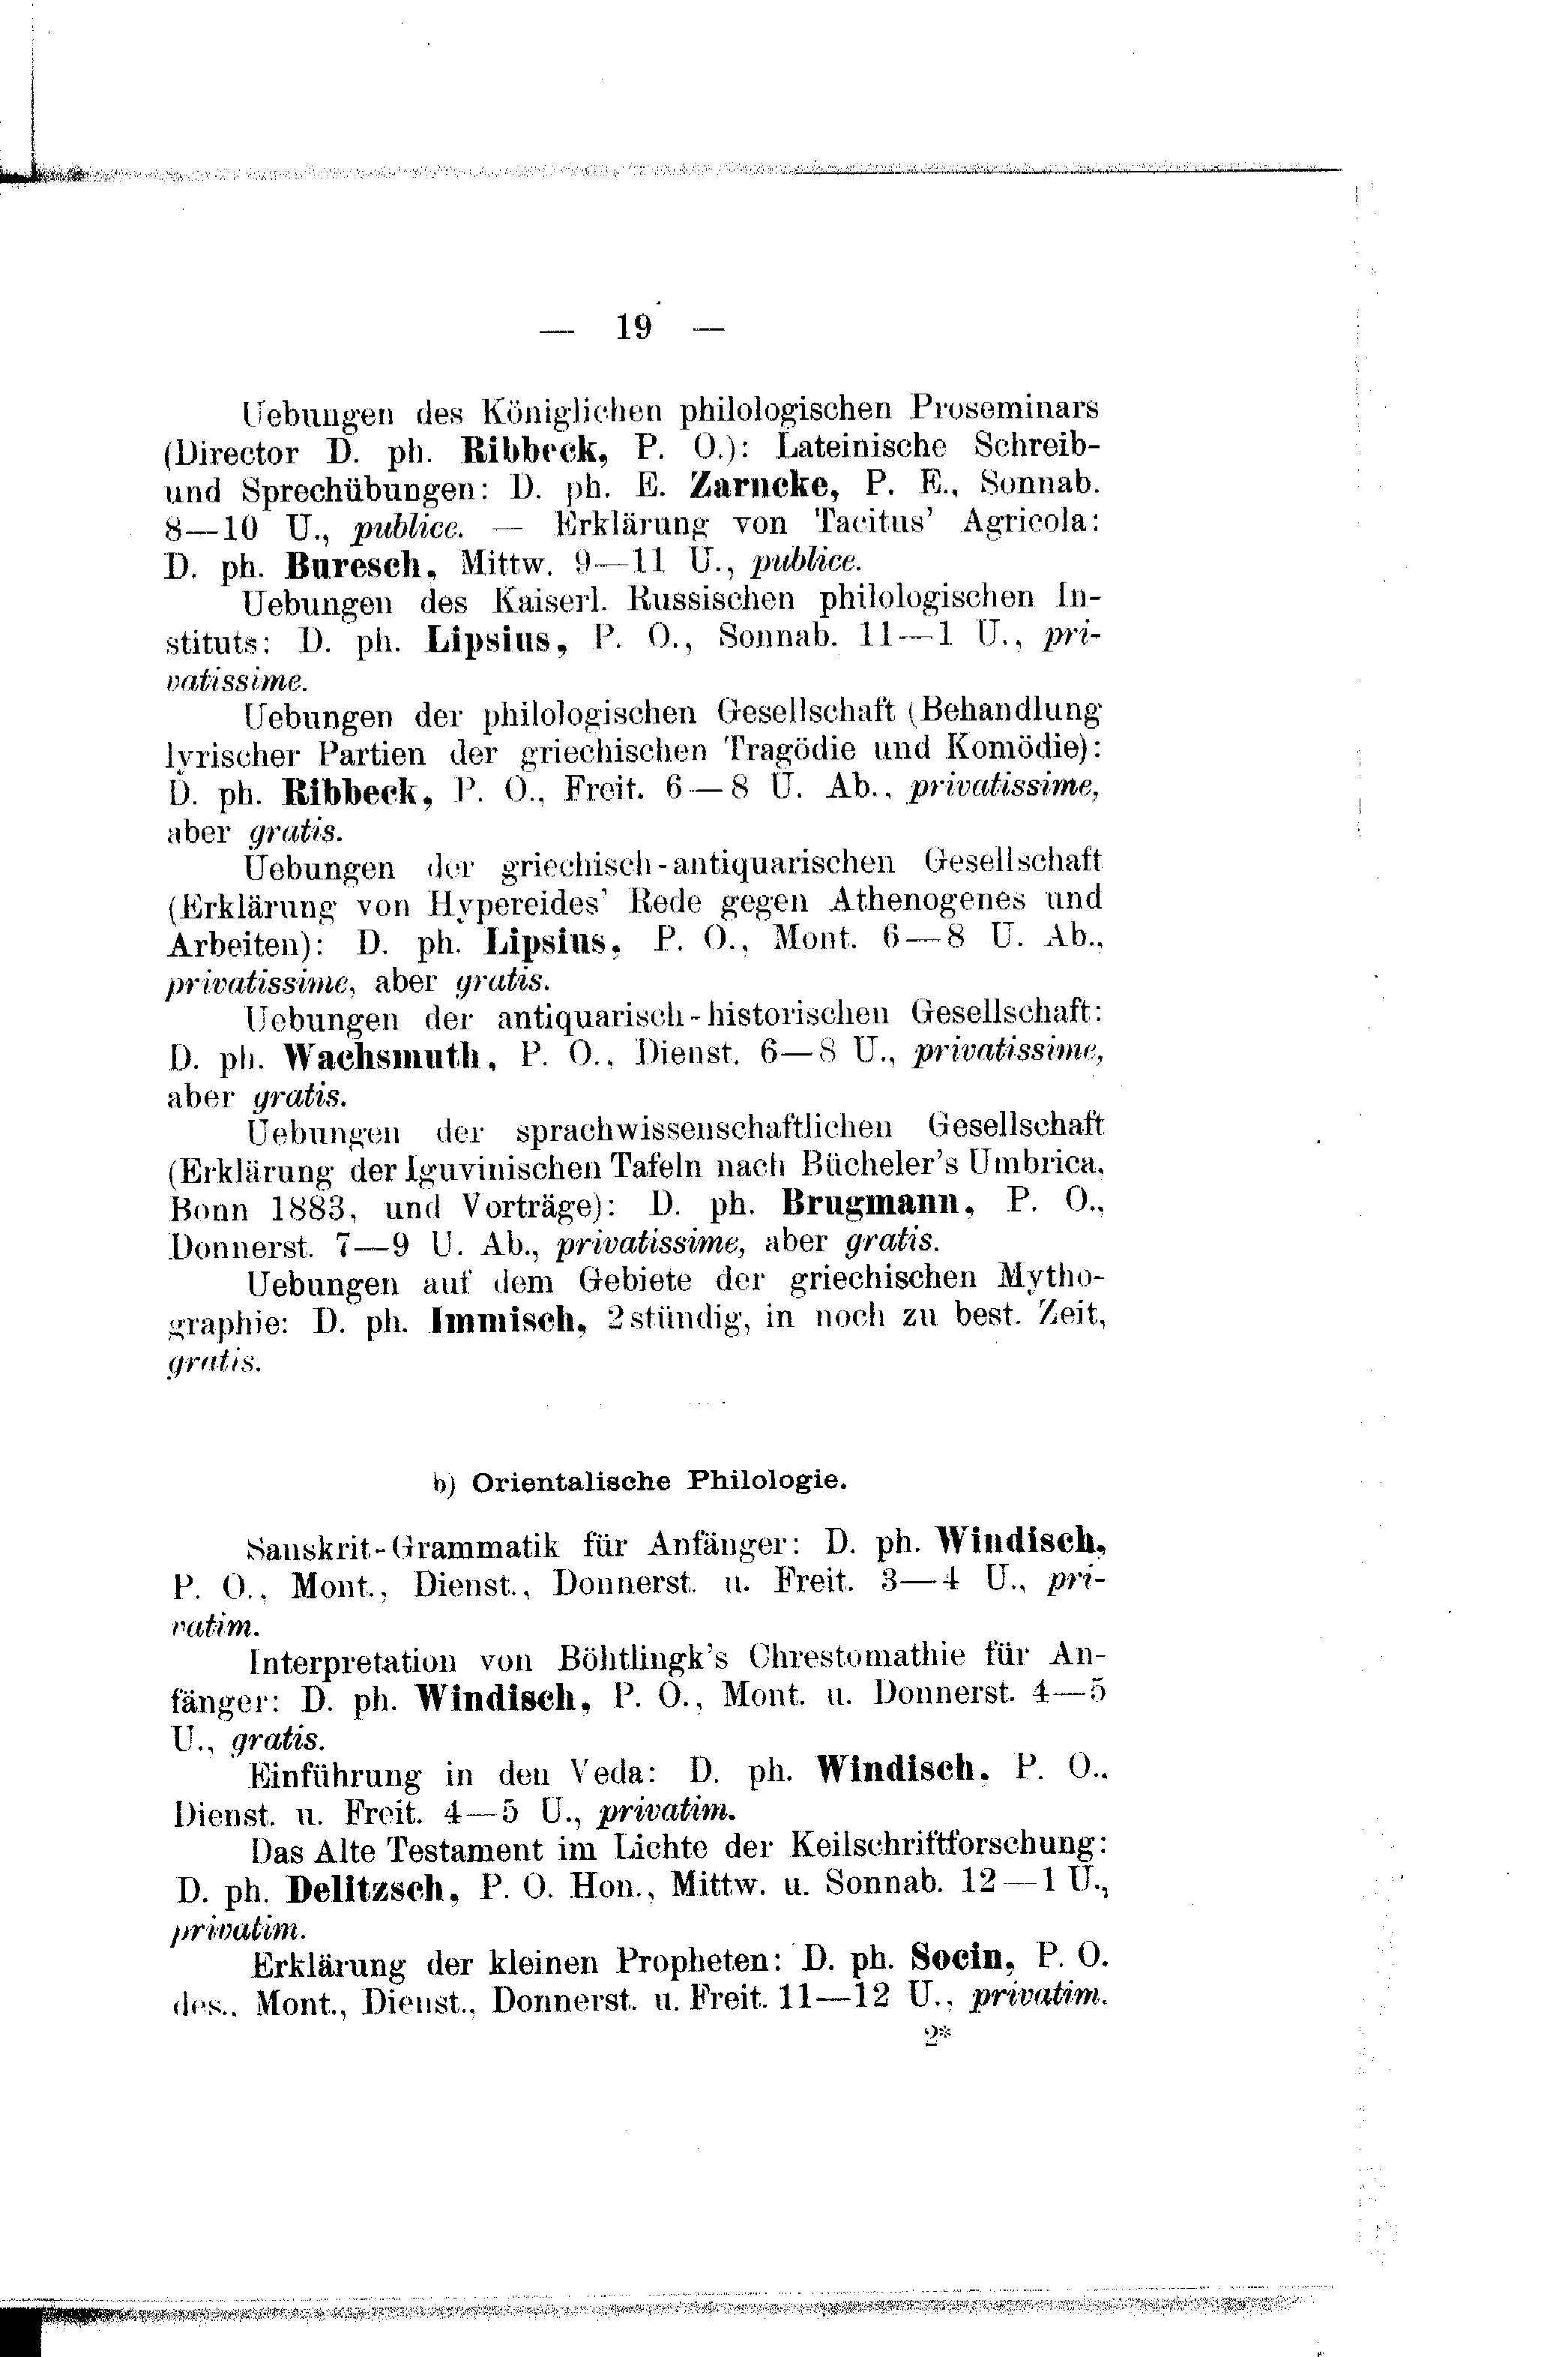 — 19 —
Uebungen des Königlichen philologischen Proseminars
(Director D. ph. Ribbeck, P. O.): Lateinische Schreib-
und Sprechübungen: D. ph. E. Zarncke, P. E., Sonnab.
8—10 U., publice. — Erklärung von Tacitus' Agricola:
D. ph. Buresch, Mittw. 9—11 U., publice.
Uebungen des Kaiserl. Russischen philologischen In-
stituts: D. ph. Lipsius, P. O., Sonnab. 11—1 U., pri-
vatissime.
Uebungen der philologischen Gesellschaft (Behandlung
lyrischer Partien der griechischen Tragödie und Komödie):
D. ph. Ribbeck, P. O., Freit. 6—8 U. Ab., privatissime,
aber gratis.
Uebungen der griechisch-antiquarischen Gesellschaft
(Erklärung von Hypereides' Rede gegen Athenogenes und
Arbeiten): D. ph. Lipsius, P. O., Mont. 6—8 U. Ab.,
privatissime, aber gratis.
Uebungen der antiquarisch-historischen Gesellschaft:
D. ph. Wachsmuth, P. O., Dienst. 6—8 U., privatissime,
aber gratis.
Uebungen der sprachwissenschaftlichen Gesellschaft
(Erklärung der Iguvinischen Tafeln nach Bücheler's Umbrica,
Bonn 1883, und Vorträge): D. ph. Brugmann, P. O.,
Donnerst. 7—9 U. Ab., privatissime, aber gratis.
Uebungen auf dem Gebiete der griechischen Mytho-
graphie: D. ph. Immisch, 2stündig, in noch zu best. Zeit,
gratis.
b) Orientalische Philologie.
Sanskrit-Grammatik für Anfänger: D. ph. Windisch,
P. O., Mont., Dienst., Donnerst. u. Freit. 3—4 U., pri-
vatim.
Interpretation von Böhtlingk's Chrestomathie für An-
fänger: D. ph. Windisch, P. O., Mont. u. Donnerst. 4—5
U., gratis.
Einführung in den Veda: D. ph. Windisch, P. O.,
Dienst. u. Freit. 4—5 U., privatim.
Das Alte Testament im Lichte der Keilschriftforschung:
D. ph. Delitzsch, P. O. Hon., Mittw. u. Sonnab. 12—1 U.,
privatim.
Erklärung der kleinen Propheten: D. ph. Socin, P. O.
des., Mont., Dienst., Donnerst. u. Freit. 11—12 U., privatim.
2*